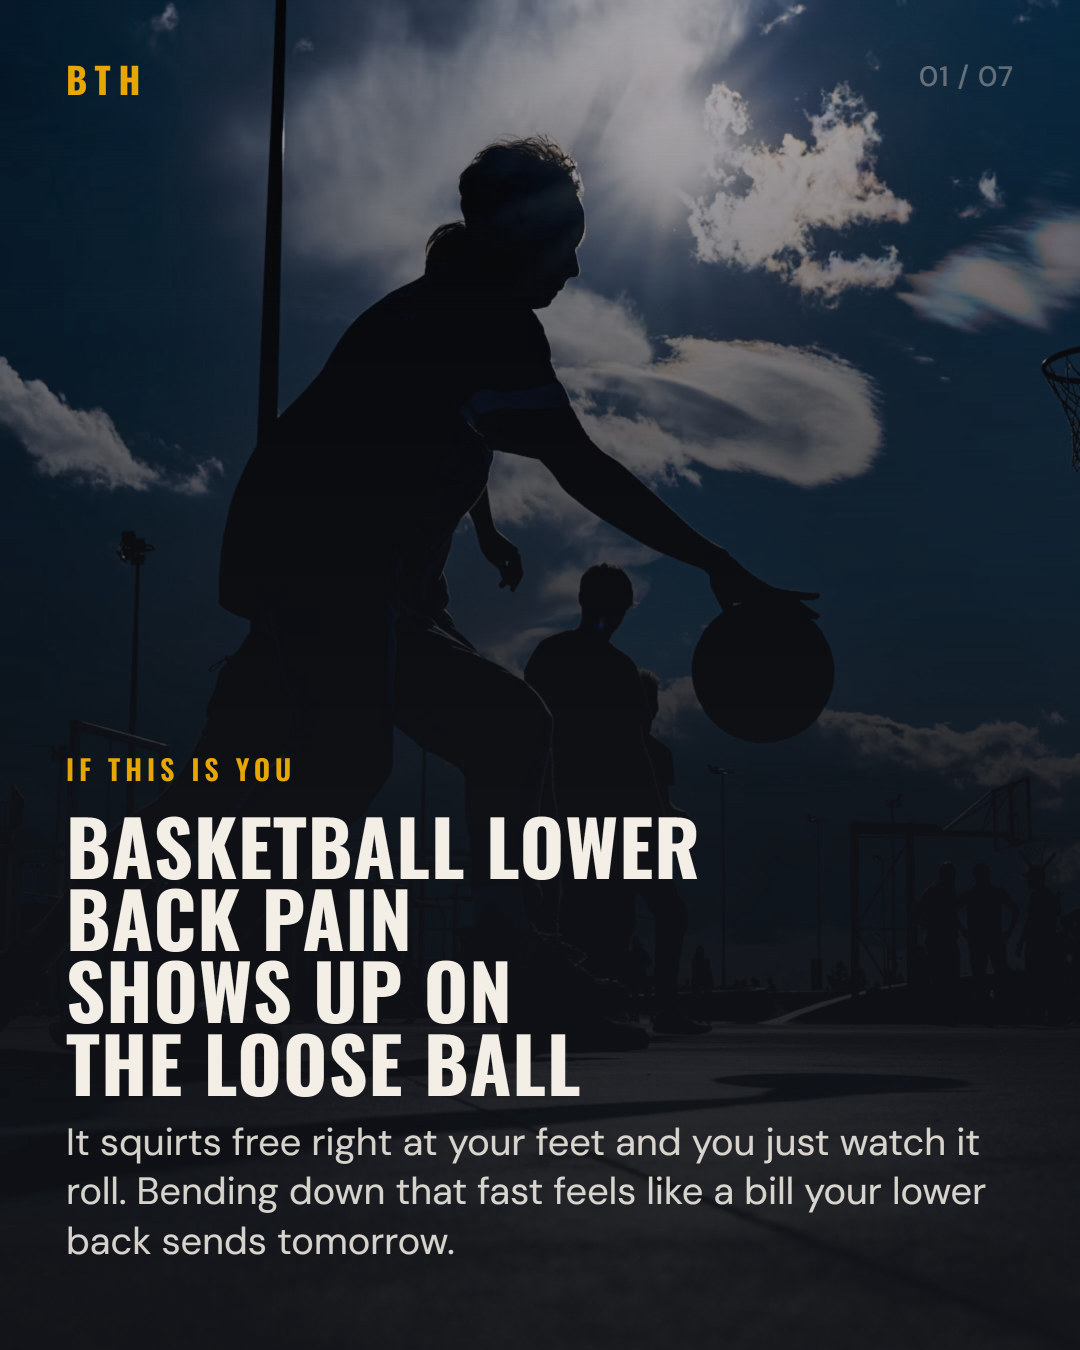 BTH
01 / 07
IF THIS IS YOU
BASKETBALL LOWER
BACK PAIN
SHOWS UP ON
THE LOOSE BALL
It squirts free right at your feet and you just watch it
roll. Bending down that fast feels like a bill your lower
back sends tomorrow.